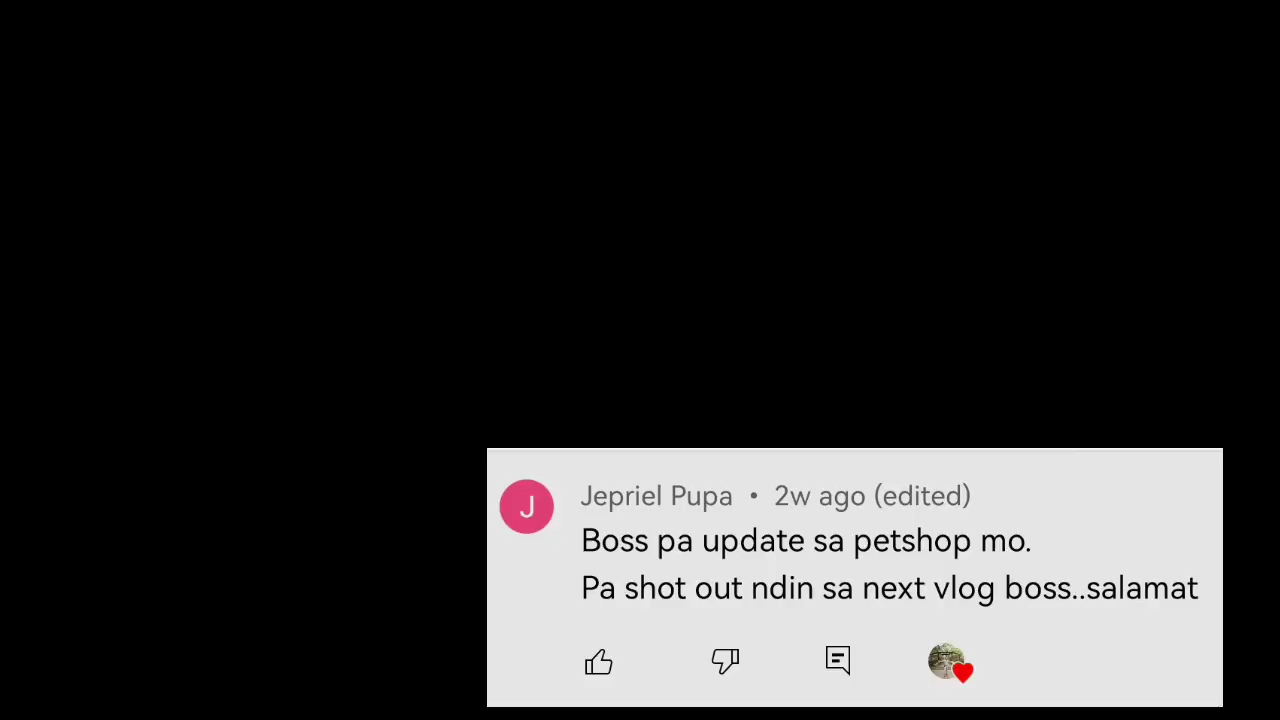 J
Jepriel Pupa • 2w ago (edited)
Boss pa update sa petshop mo.
Pa shot out ndin sa next vlog boss..salamat